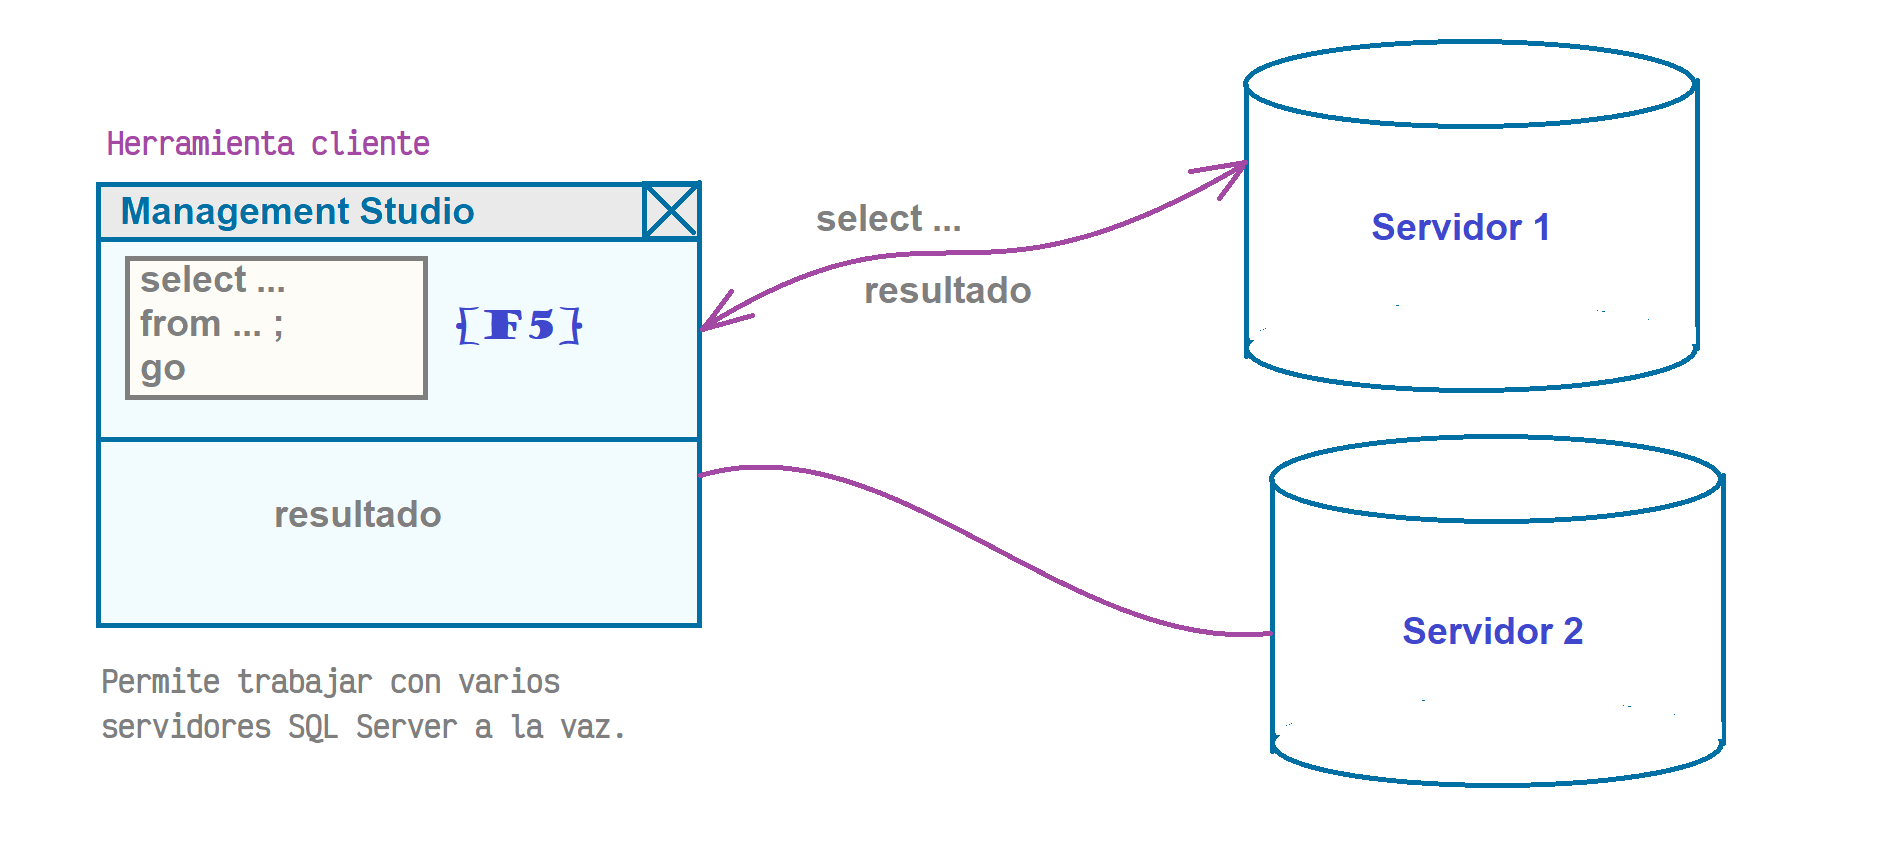 Herramienta cliente
Management Studio
select ...
from ... ;
go
{F5}
resultado
select ...
resultado
Servidor 1
Servidor 2
Permite trabajar con varios
servidores SQL Server a la vaz.